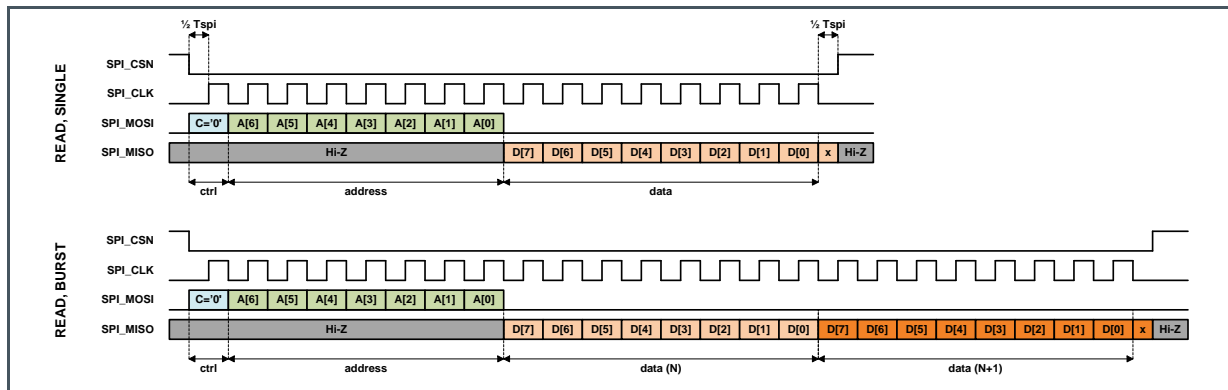 ½ Tspi ½ Tspi
READ, SINGLE
SPI_CSN
SPI_CLK
SPI_MOSI C='0' A[6] A[5] A[4] A[3] A[2] A[1] A[0]
SPI_MISO Hi-Z D[7] D[6] D[5] D[4] D[3] D[2] D[1] D[0] x Hi-Z
ctrl address data
READ, BURST
SPI_CSN
SPI_CLK
SPI_MOSI C='0' A[6] A[5] A[4] A[3] A[2] A[1] A[0]
SPI_MISO Hi-Z D[7] D[6] D[5] D[4] D[3] D[2] D[1] D[0] D[7] D[6] D[5] D[4] D[3] D[2] D[1] D[0] x Hi-Z
ctrl address data (N) data (N+1)